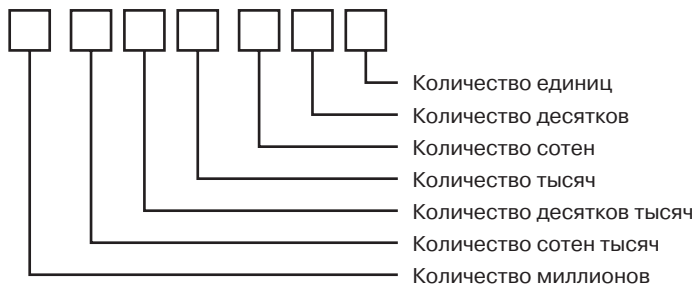 Количество единиц
Количество десятков
Количество сотен
Количество тысяч
Количество десятков тысяч
Количество сотен тысяч
Количество миллионов